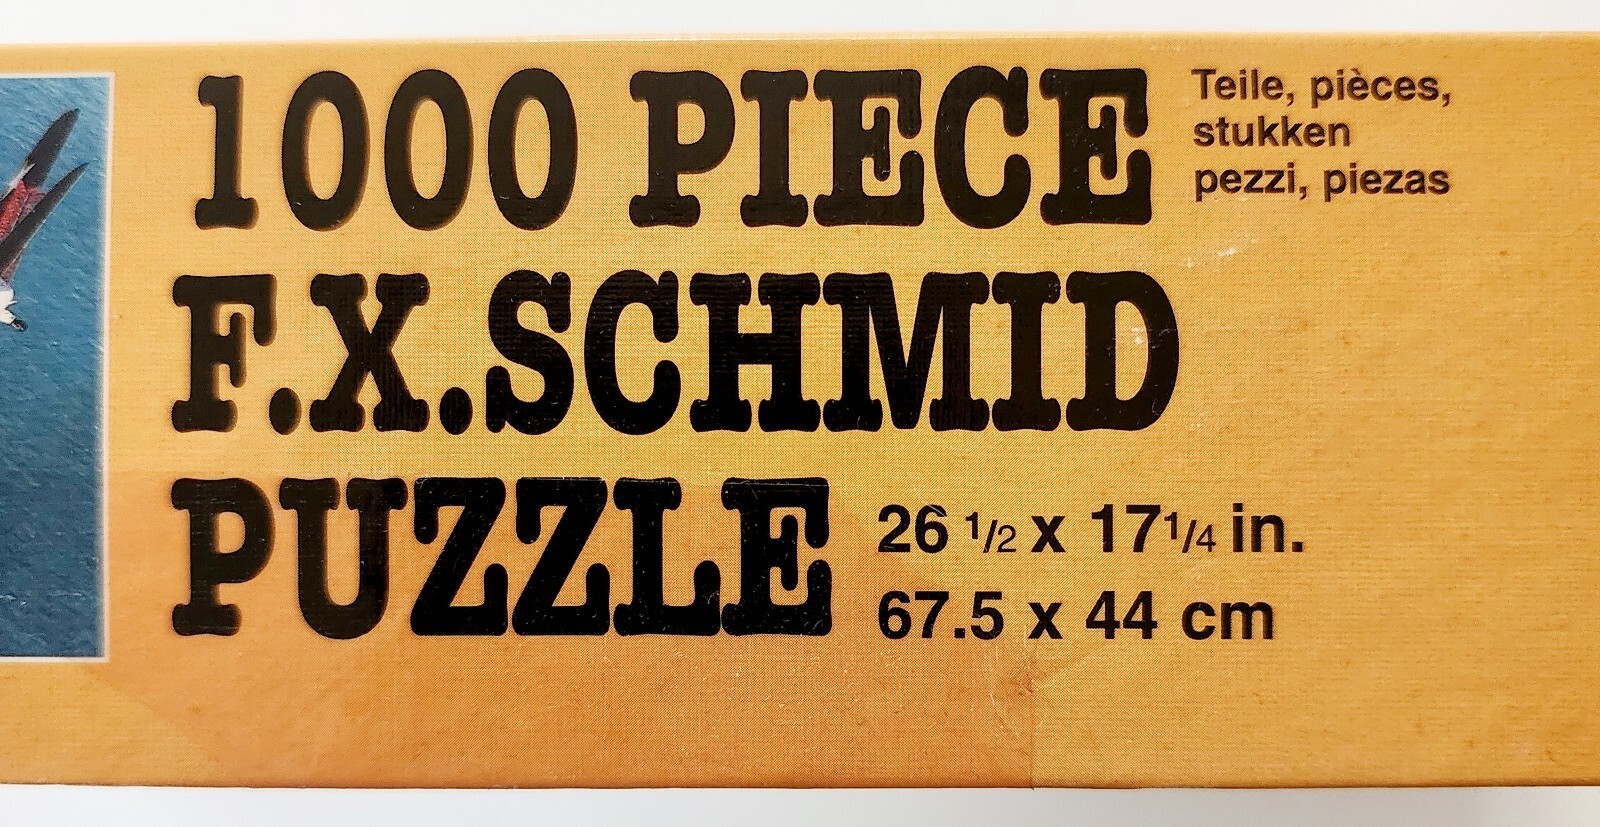 1000 PIECE
Teile, pièces,
stukken
pezzi, piezas
F.X.SCHMID
PUZZLE
26 1/2 x 17 1/4 in.
67.5 x 44 cm